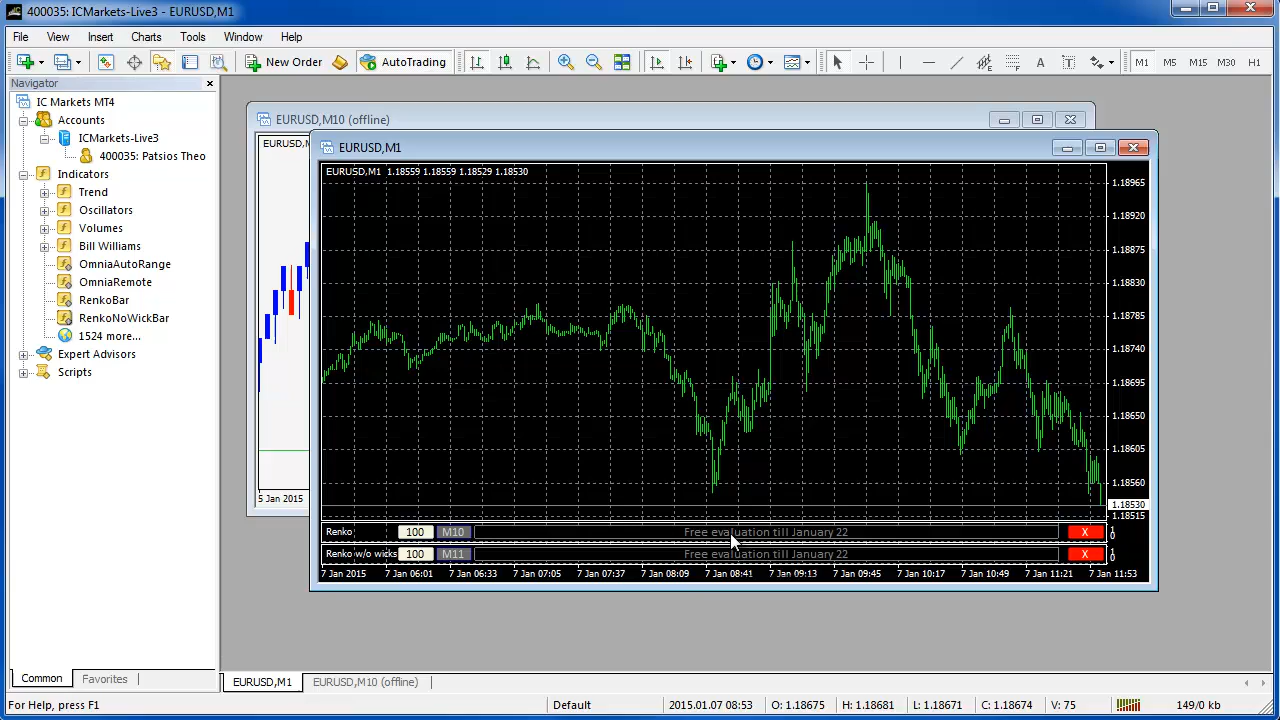 400035: ICMarkets-Live3 - EURUSD,M1
File View Insert Charts Tools Window Help
New Order AutoTrading A T M1 M5 M15 M30 H1
Navigator
IC Markets MT4
Accounts
ICMarkets-Live3
400035: Patsios Theo
Indicators
Trend
Oscillators
Volumes
Bill Williams
OmniaAutoRange
OmniaRemote
RenkoBar
RenkoNoWickBar
1524 more...
Expert Advisors
Scripts
Common Favorites
EURUSD,M10 (offline)
EURUSD,M
5 Jan 2015
EURUSD,M1
EURUSD,M1 1.18559 1.18559 1.18529 1.18530
1.18965
1.18920
1.18875
1.18830
1.18785
1.18740
1.18695
1.18650
1.18605
1.18560
1.18530
1.18515
Renko 100 M10 Free evaluation till January 22 X 1 0
Renko w/o wicks 100 M11 Free evaluation till January 22 X 1 0
7 Jan 2015 7 Jan 06:01 7 Jan 06:33 7 Jan 07:05 7 Jan 07:37 7 Jan 08:09 7 Jan 08:41 7 Jan 09:13 7 Jan 09:45 7 Jan 10:17 7 Jan 10:49 7 Jan 11:21 7 Jan 11:53
EURUSD,M1 EURUSD,M10 (offline)
For Help, press F1 Default 2015.01.07 08:53 O: 1.18675 H: 1.18681 L: 1.18671 C: 1.18674 V: 75 149/0 kb